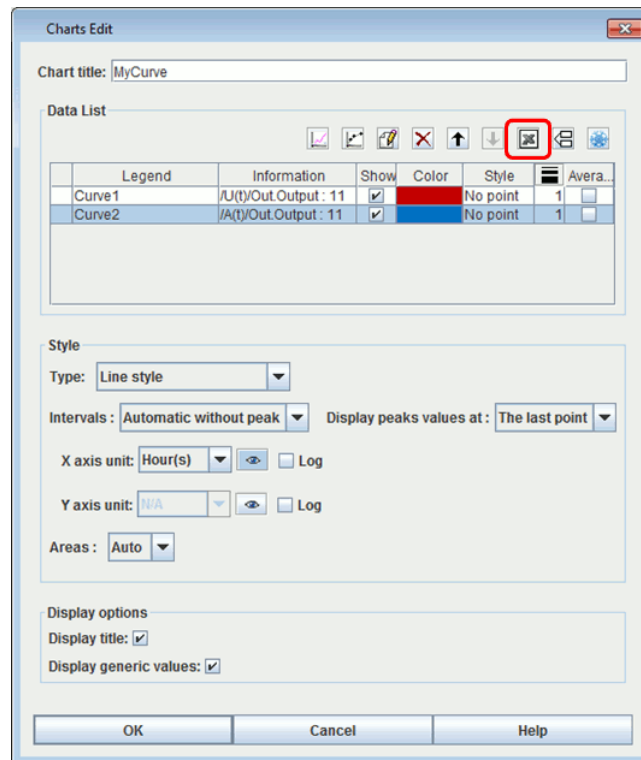 Charts Edit
Chart title: MyCurve
Data List
Legend Information Show Color Style Avera...
Curve1 /U(t)/Out.Output : 11 No point 1
Curve2 /A(t)/Out.Output : 11 No point 1
Style
Type: Line style
Intervals : Automatic without peak Display peaks values at : The last point
X axis unit: Hour(s) Log
Y axis unit: N/A Log
Areas : Auto
Display options
Display title:
Display generic values:
OK Cancel Help